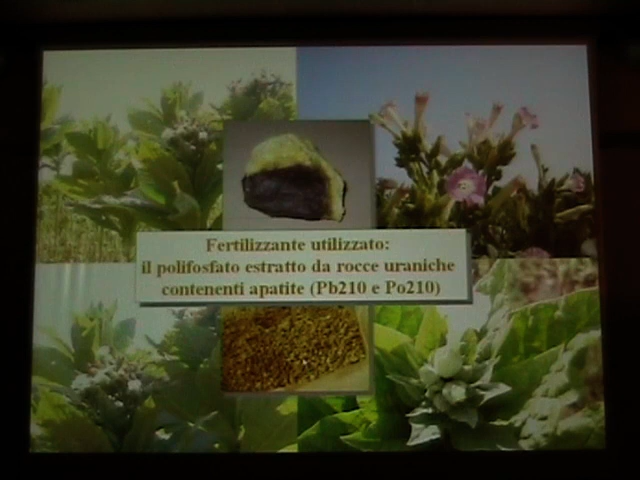 Fertilizzante utilizzato:
il polifosfato estratto da rocce uraniche
contenenti apatite (Pb210 e Po210)